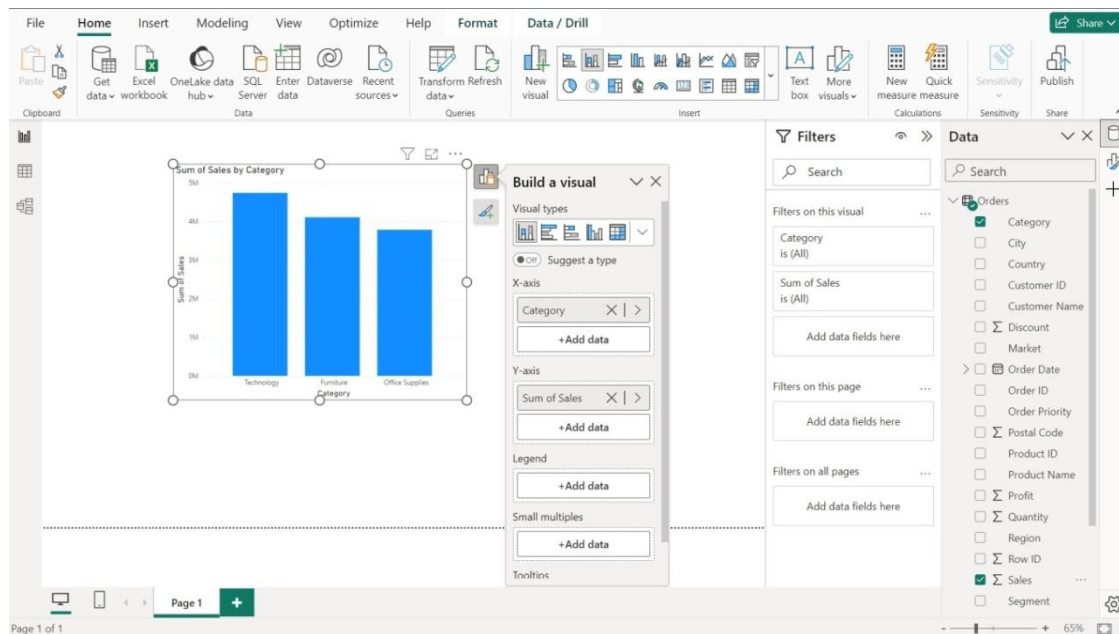 File Home Insert Modeling View Optimize Help Format Data / Drill Share
Paste
Get data
Excel workbook
OneLake data hub
SQL Server
Enter data
Dataverse
Recent sources
Transform data
Refresh
New visual
Text box
More visuals
New measure
Quick measure
Sensitivity
Publish
Clipboard Data Queries Insert Calculations Sensitivity Share
Sum of Sales by Category
5M
4M
3M
2M
1M
0M
Sum of Sales
Technology Furniture Office Supplies
Category
Build a visual
Visual types
Off Suggest a type
X-axis
Category
+Add data
Y-axis
Sum of Sales
+Add data
Legend
+Add data
Small multiples
+Add data
Tooltips
Filters
Search
Filters on this visual ...
Category
is (All)
Sum of Sales
is (All)
Add data fields here
Filters on this page ...
Add data fields here
Filters on all pages ...
Add data fields here
Data
Search
Orders
Category
City
Country
Customer ID
Customer Name
Σ Discount
Market
Order Date
Order ID
Order Priority
Σ Postal Code
Product ID
Product Name
Σ Profit
Σ Quantity
Region
Σ Row ID
Σ Sales ...
Segment
Page 1 +
Page 1 of 1
- + 65%